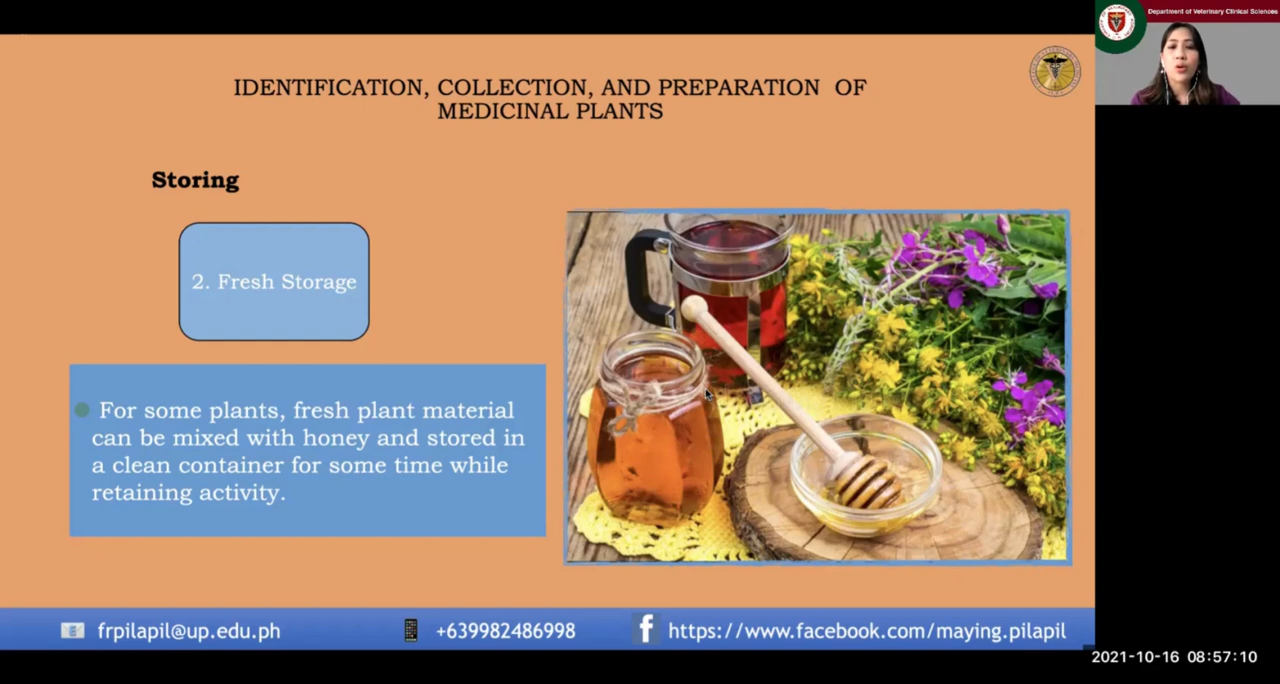 Department of Veterinary Clinical Sciences
IDENTIFICATION, COLLECTION, AND PREPARATION OF
MEDICINAL PLANTS
Storing
2. Fresh Storage
For some plants, fresh plant material
can be mixed with honey and stored in
a clean container for some time while
retaining activity.
frpilapil@up.edu.ph
+639982486998
https://www.facebook.com/maying.pilapil
2021-10-16 08:57:10